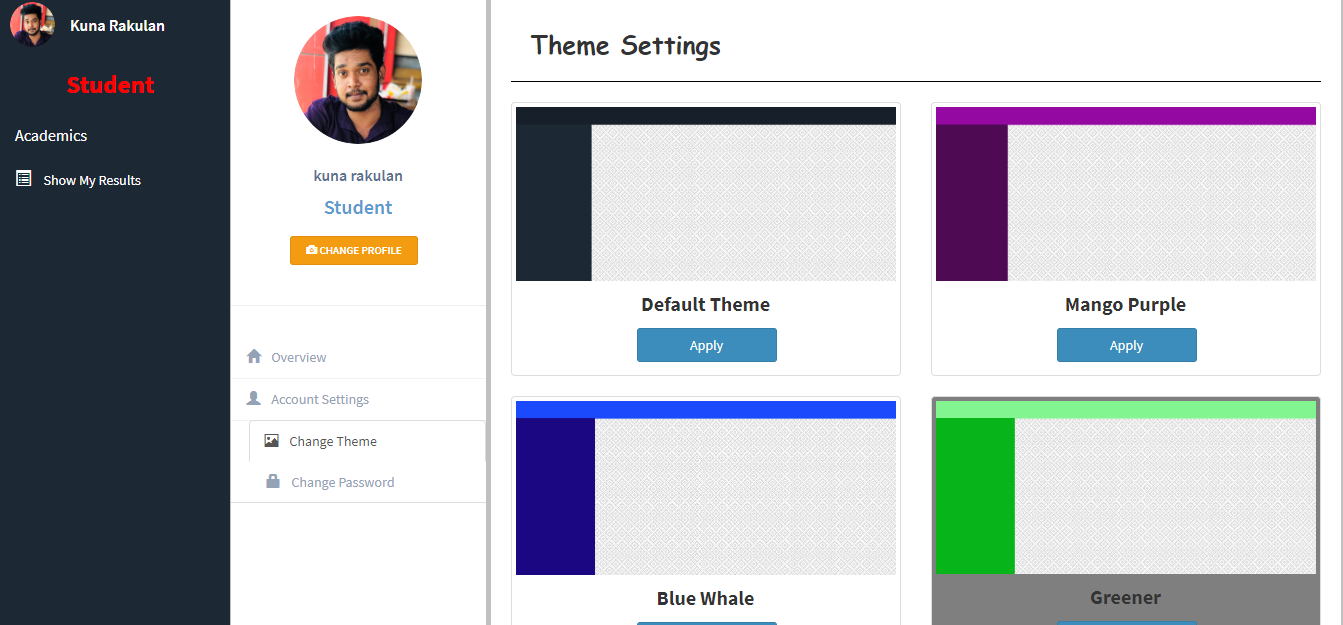 Kuna Rakulan
Student
Academics
Show My Results
kuna rakulan
Student
CHANGE PROFILE
Overview
Account Settings
Change Theme
Change Password
Theme Settings
Default Theme
Apply
Mango Purple
Apply
Blue Whale
Greener